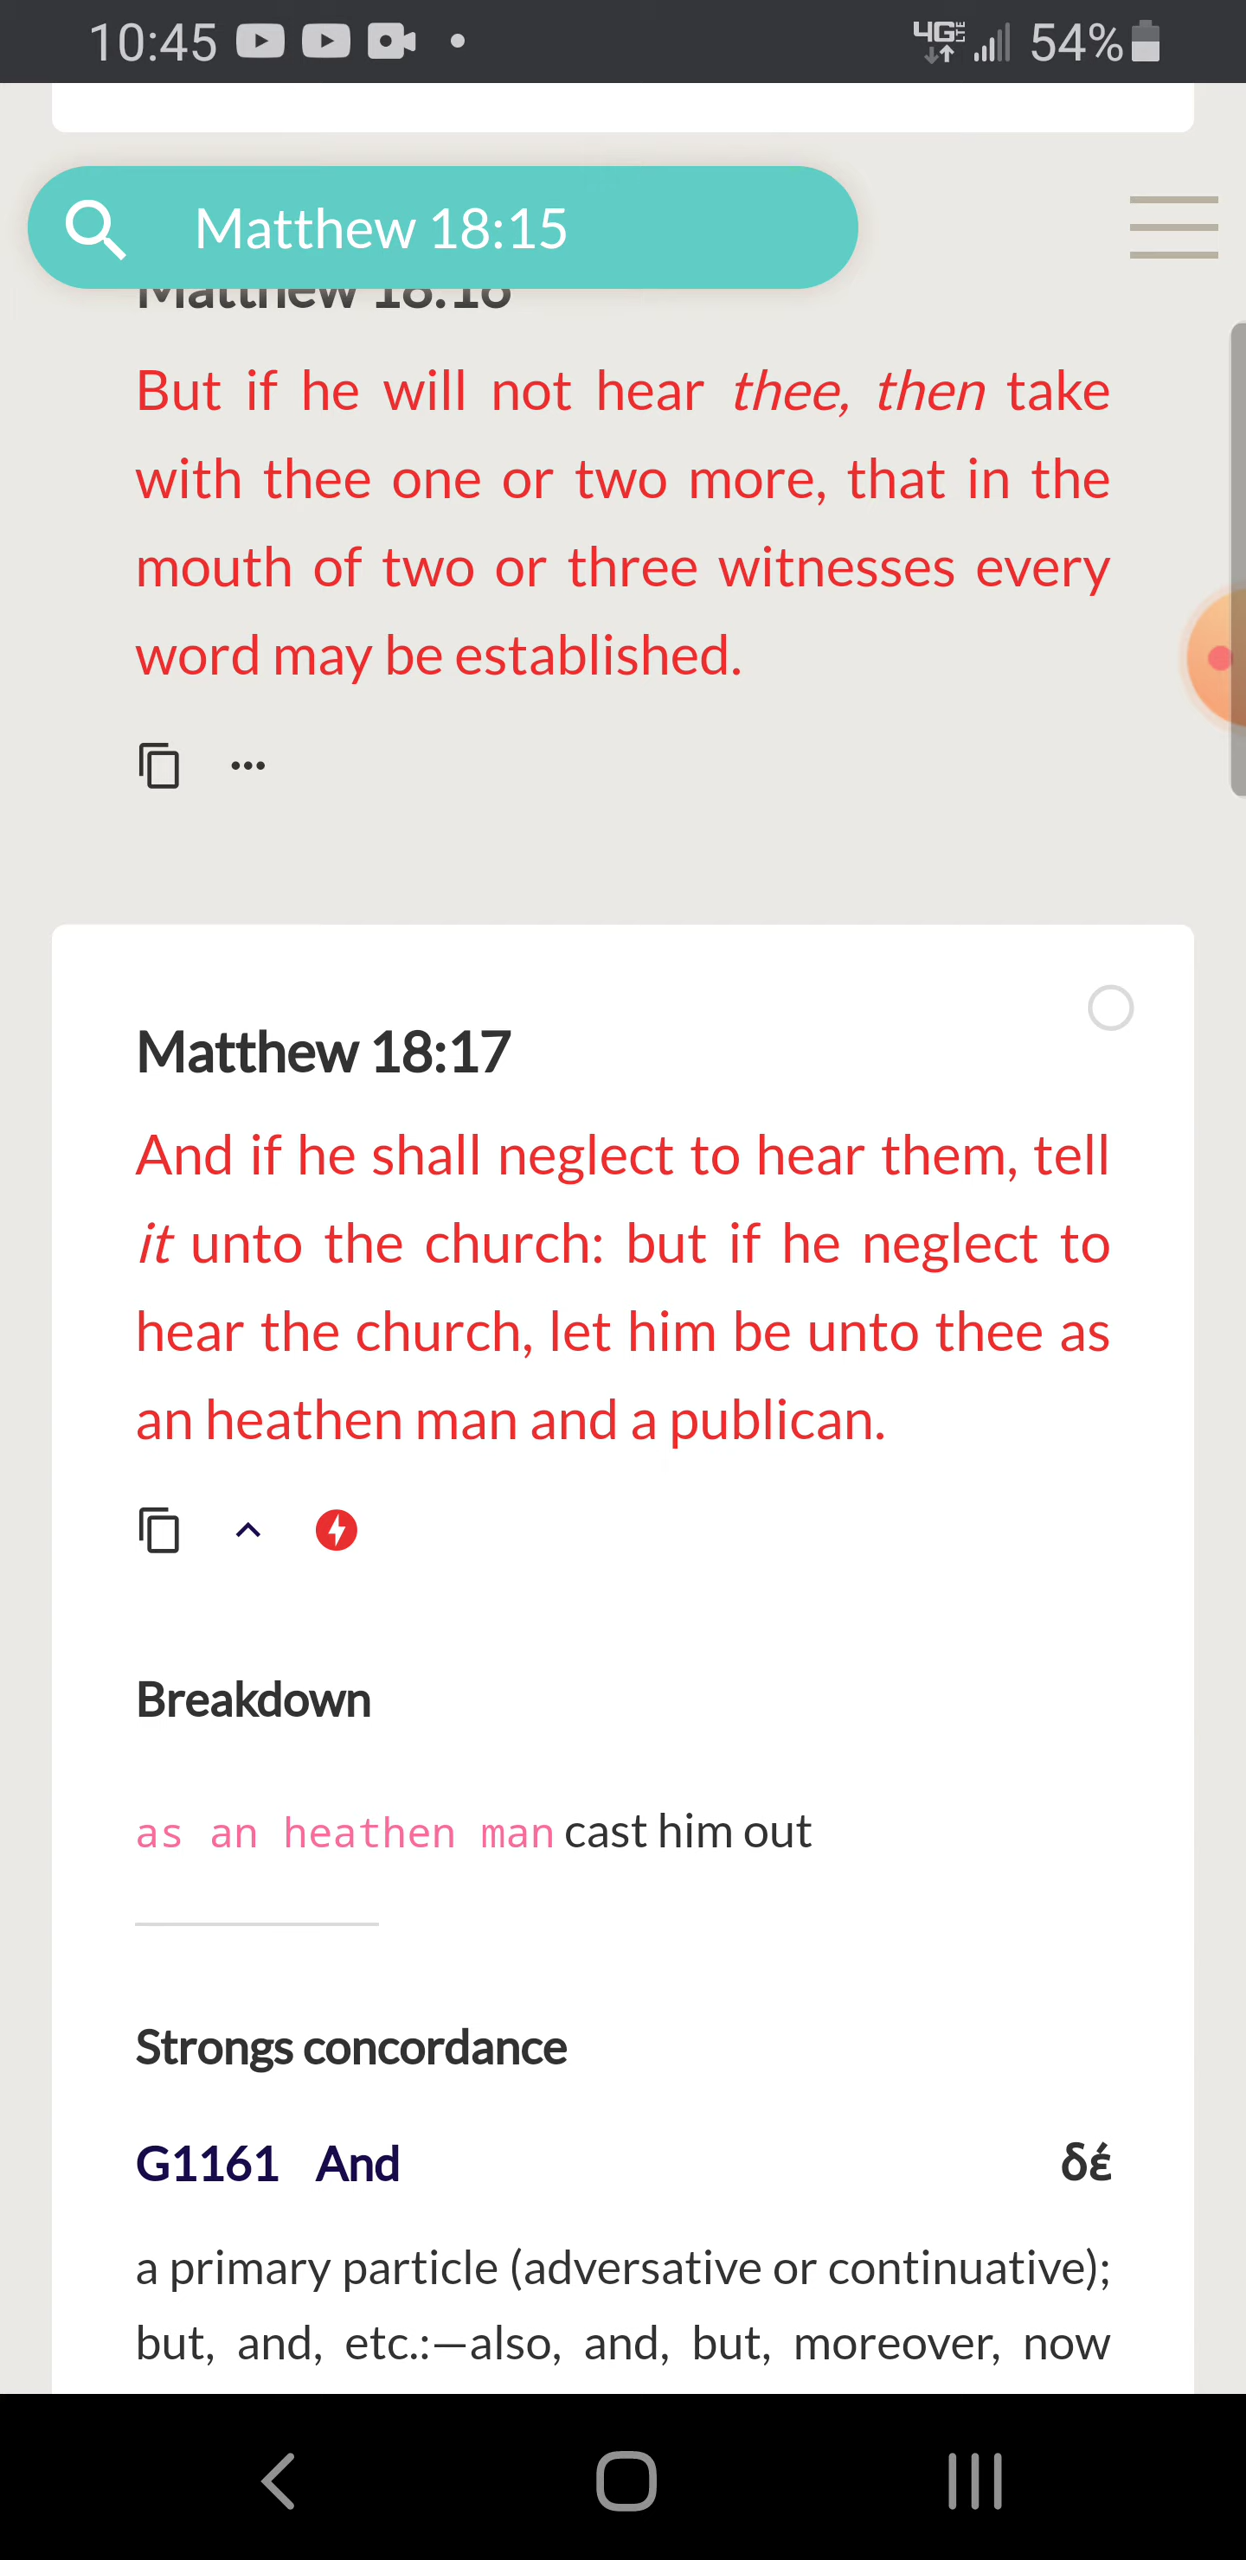 10:45 4G LTE 54%
Matthew 18:15
Matthew 18:16
But if he will not hear thee, then take
with thee one or two more, that in the
mouth of two or three witnesses every
word may be established.
Matthew 18:17
And if he shall neglect to hear them, tell
it unto the church: but if he neglect to
hear the church, let him be unto thee as
an heathen man and a publican.
Breakdown
as an heathen man cast him out
Strongs concordance
G1161 And δέ
a primary particle (adversative or continuative);
but, and, etc.:—also, and, but, moreover, now